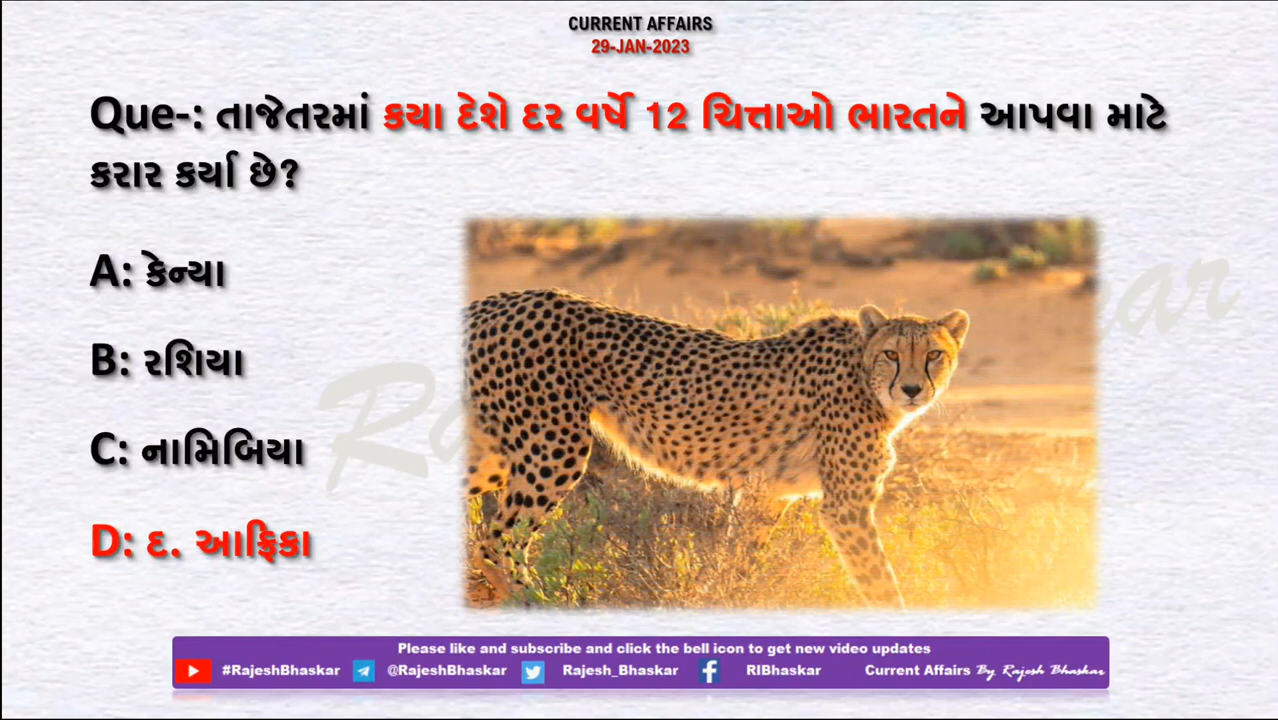 CURRENT AFFAIRS
29-JAN-2023
Que-: તાજેતરમાં કયા દેશે દર વર્ષે 12 ચિત્તાઓ ભારતને આપવા માટે
કરાર કર્યા છે?
A: કેન્યા
B: રશિયા
C: નામિબિયા
D: દ. આફ્રિકા
Please like and subscribe and click the bell icon to get new video updates
#RajeshBhaskar @RajeshBhaskar Rajesh_Bhaskar RIBhaskar Current Affairs By Rajesh Bhaskar